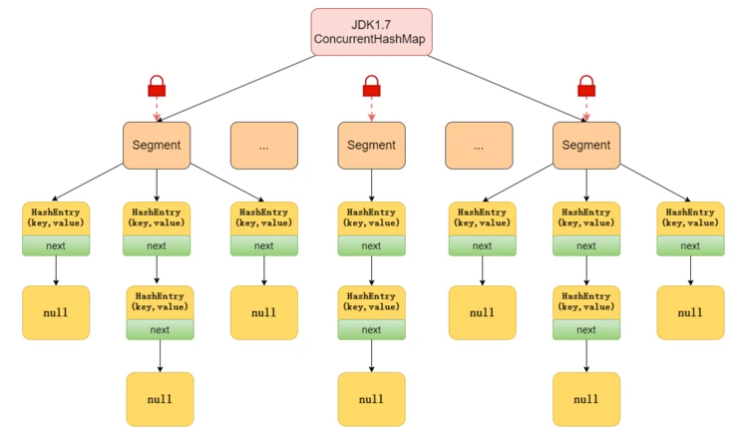 JDK1.7
ConcurrentHashMap
Segment
...
Segment
...
Segment
HashEntry
(key,value)
next
HashEntry
(key,value)
next
HashEntry
(key,value)
next
HashEntry
(key,value)
next
HashEntry
(key,value)
next
HashEntry
(key,value)
next
HashEntry
(key,value)
next
null
HashEntry
(key,value)
next
null
HashEntry
(key,value)
next
null
HashEntry
(key,value)
next
null
null
null
null